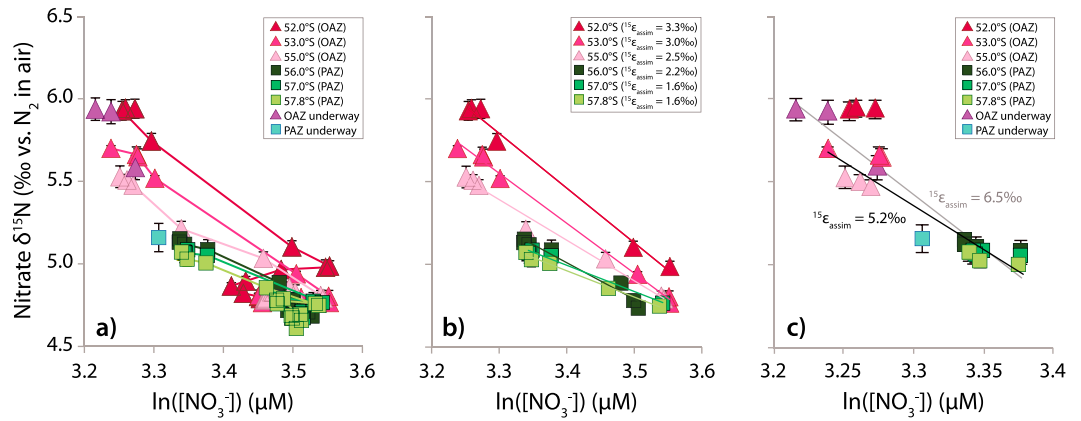 Nitrate δ¹⁵N (‰ vs. N₂ in air)
6.5
6.0
5.5
5.0
4.5
52.0°S (OAZ)
53.0°S (OAZ)
55.0°S (OAZ)
56.0°S (PAZ)
57.0°S (PAZ)
57.8°S (PAZ)
OAZ underway
PAZ underway
a)
3.2 3.3 3.4 3.5 3.6
ln([NO₃⁻]) (μM)
52.0°S (¹⁵εassim = 3.3‰)
53.0°S (¹⁵εassim = 3.0‰)
55.0°S (¹⁵εassim = 2.5‰)
56.0°S (¹⁵εassim = 2.2‰)
57.0°S (¹⁵εassim = 1.6‰)
57.8°S (¹⁵εassim = 1.6‰)
b)
3.2 3.3 3.4 3.5 3.6
ln([NO₃⁻]) (μM)
52.0°S (OAZ)
53.0°S (OAZ)
55.0°S (OAZ)
56.0°S (PAZ)
57.0°S (PAZ)
57.8°S (PAZ)
OAZ underway
PAZ underway
¹⁵εassim = 6.5‰
¹⁵εassim = 5.2‰
c)
3.2 3.25 3.3 3.35 3.4
ln([NO₃⁻]) (μM)